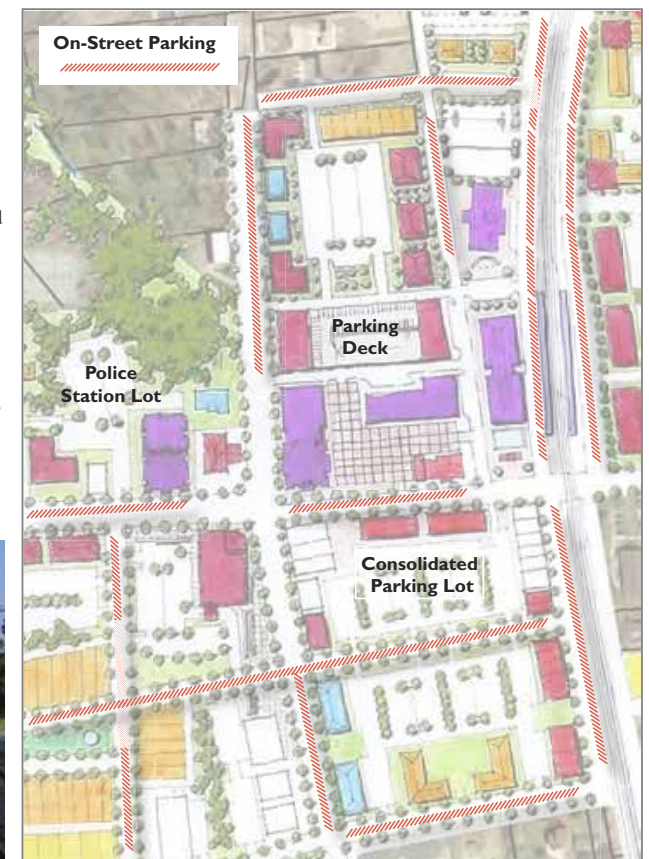 On-Street Parking
Parking
Deck
Police
Station Lot
Consolidated
Parking Lot